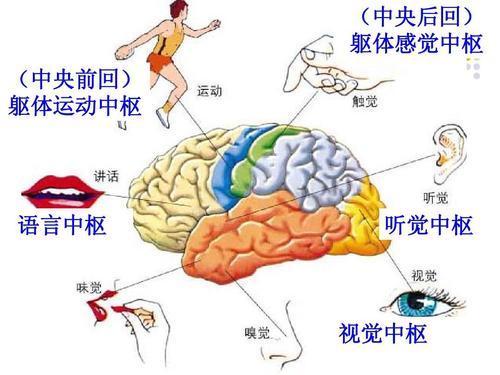 （中央后回）
躯体感觉中枢
（中央前回）
躯体运动中枢
运动
触觉
讲话
听觉
语言中枢
听觉中枢
味觉
视觉
嗅觉
视觉中枢